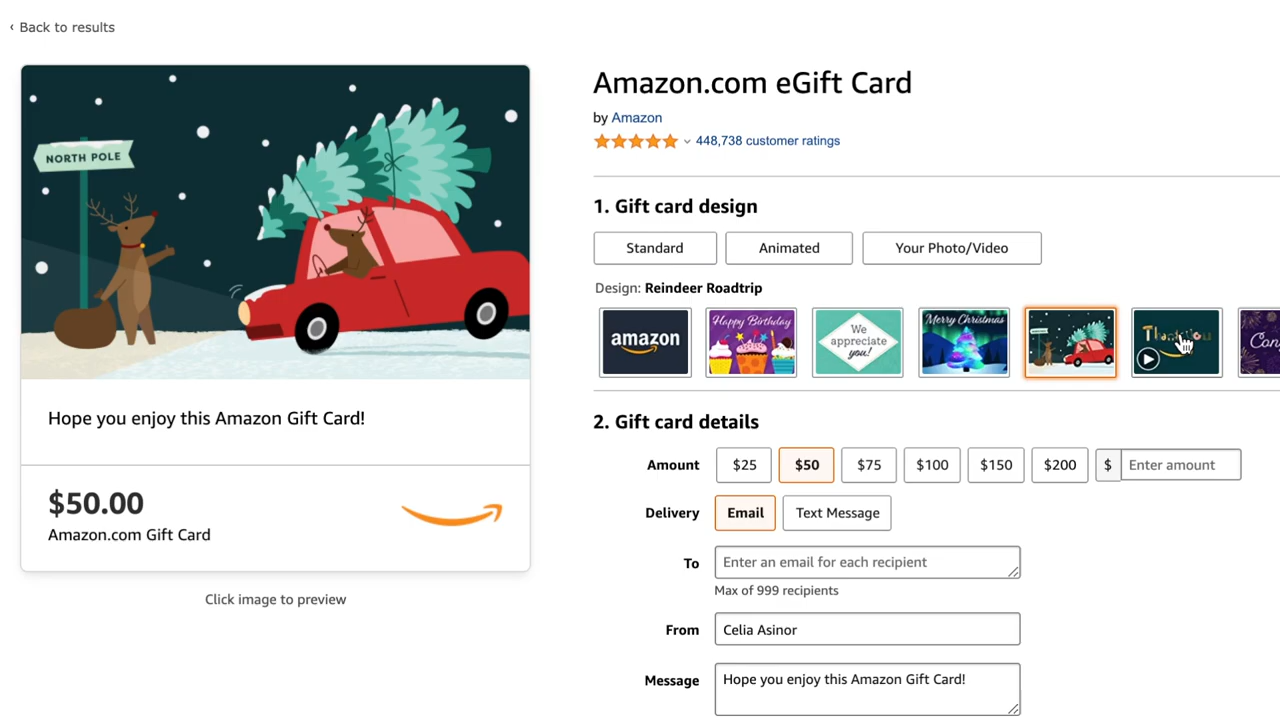 ‹ Back to results
NORTH POLE
Hope you enjoy this Amazon Gift Card!
$50.00
Amazon.com Gift Card
Click image to preview
Amazon.com eGift Card
by Amazon
448,738 customer ratings
1. Gift card design
Standard Animated Your Photo/Video
Design: Reindeer Roadtrip
amazon
Happy Birthday
We
appreciate
you!
Merry Christmas
2. Gift card details
Amount $25 $50 $75 $100 $150 $200 $ Enter amount
Delivery Email Text Message
To Enter an email for each recipient
Max of 999 recipients
From Celia Asinor
Message Hope you enjoy this Amazon Gift Card!